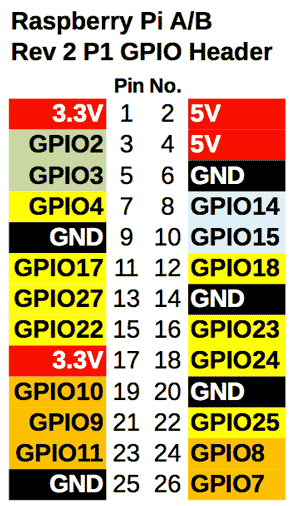 Raspberry Pi A/B
Rev 2 P1 GPIO Header
Pin No.
3.3V 1 2 5V
GPIO2 3 4 5V
GPIO3 5 6 GND
GPIO4 7 8 GPIO14
GND 9 10 GPIO15
GPIO17 11 12 GPIO18
GPIO27 13 14 GND
GPIO22 15 16 GPIO23
3.3V 17 18 GPIO24
GPIO10 19 20 GND
GPIO9 21 22 GPIO25
GPIO11 23 24 GPIO8
GND 25 26 GPIO7